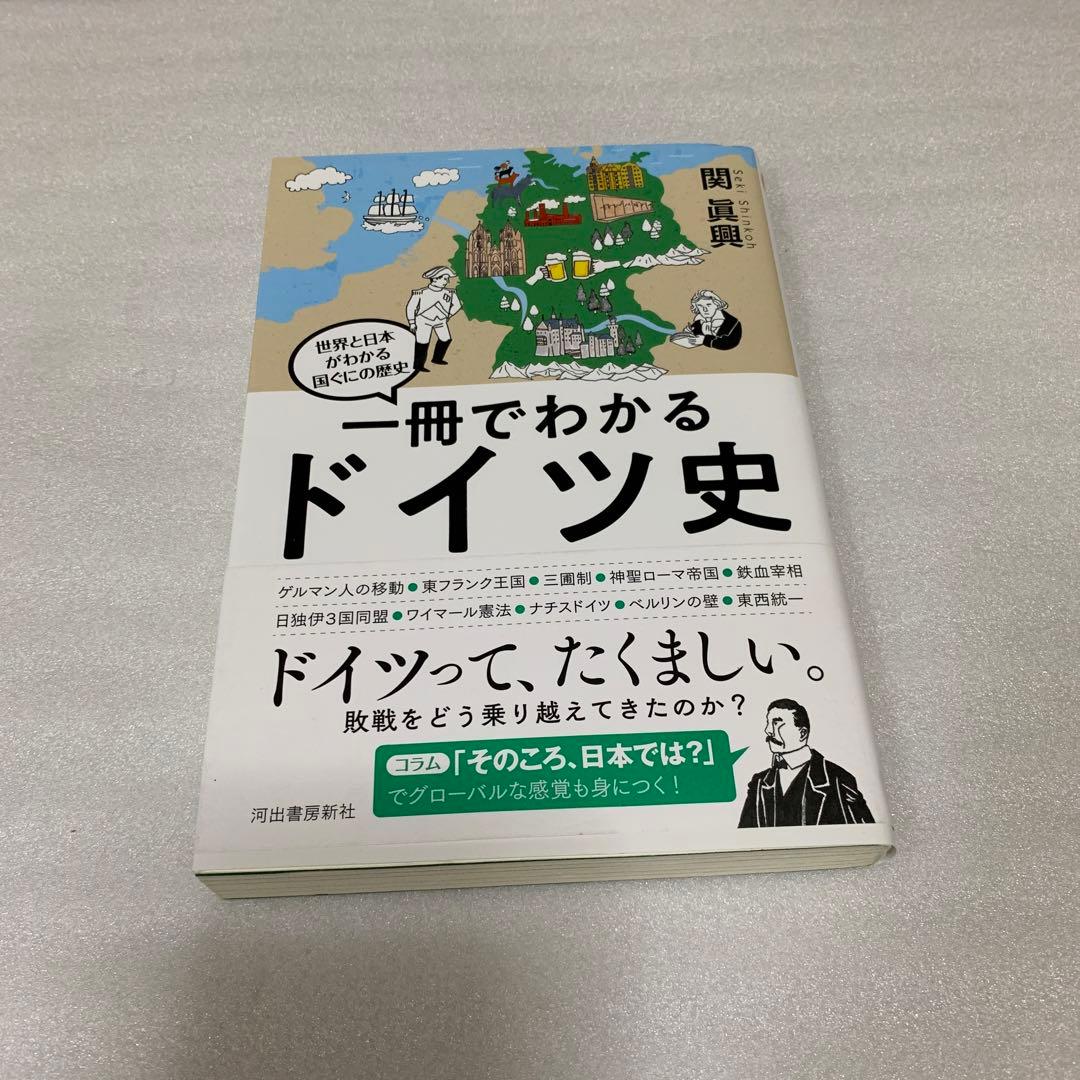 関 眞興
Seki Shinkoh
世界と日本
がわかる
国ぐにの歴史
一冊でわかる
ドイツ史
ゲルマン人の移動●東フランク王国●三圃制●神聖ローマ帝国●鉄血宰相
日独伊3国同盟●ワイマール憲法●ナチスドイツ●ベルリンの壁●東西統一
ドイツって、たくましい。
敗戦をどう乗り越えてきたのか?
コラム「そのころ、日本では?」
でグローバルな感覚も身につく!
河出書房新社